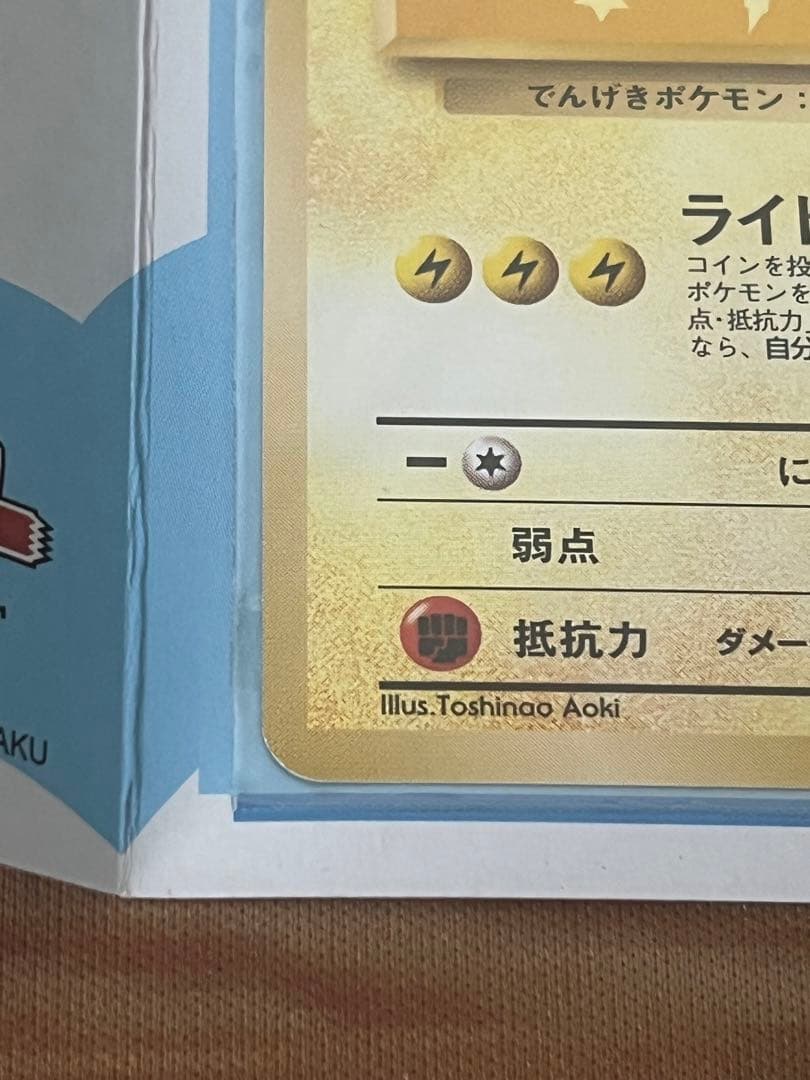 でんげきポケモン：
ライ
コインを投
ポケモンを
点・抵抗力
なら、自分
に
弱点
抵抗力 ダメー
Illus.Toshinao Aoki
AKU